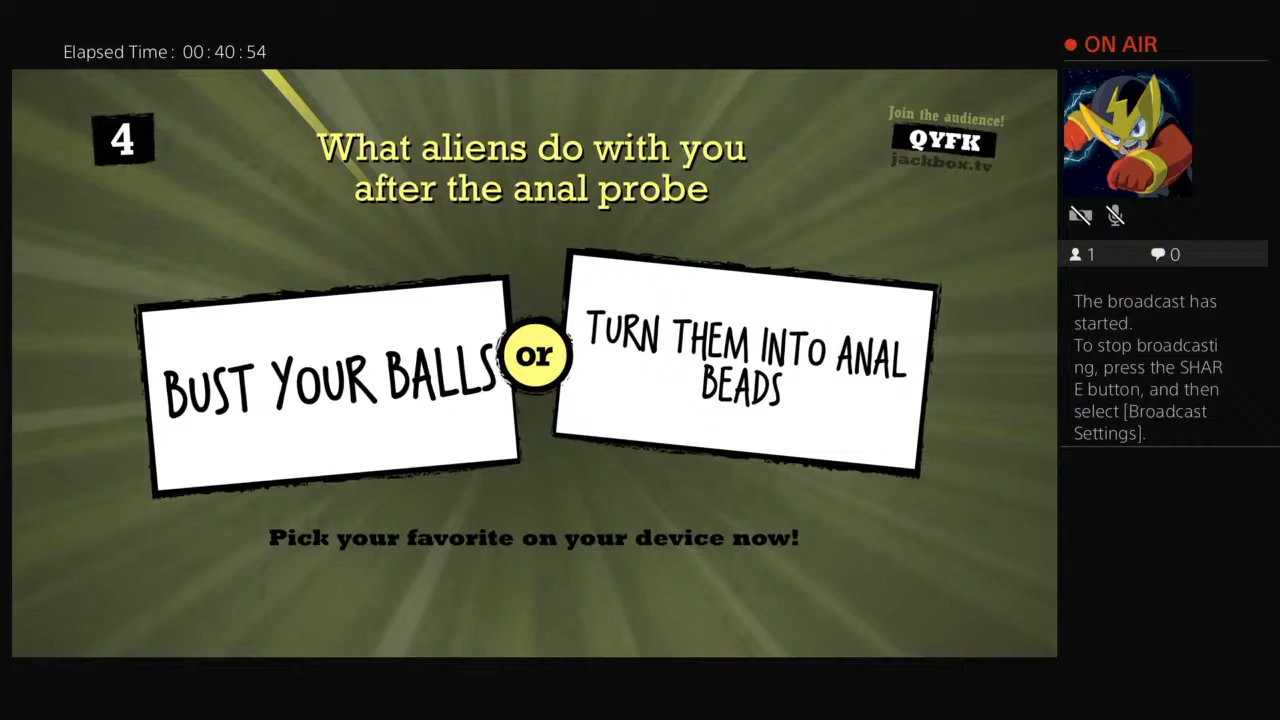 Elapsed Time: 00:40:54
ON AIR
4
What aliens do with you
after the anal probe
Join the audience!
QYFK
jackbox.tv
BUST YOUR BALLS
or
TURN THEM INTO ANAL
BEADS
Pick your favorite on your device now!
1
0
The broadcast has
started.
To stop broadcasti
ng, press the SHAR
E button, and then
select [Broadcast
Settings].